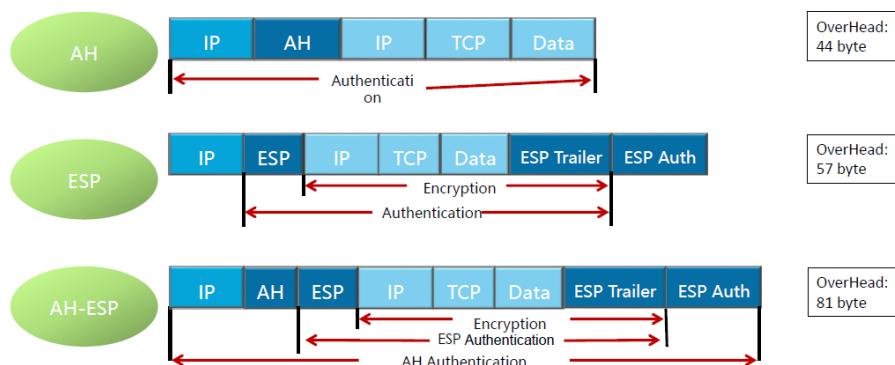 IP AH IP TCP Data
AH
Authenticati
on
OverHead:
44 byte
IP ESP IP TCP Data ESP Trailer ESP Auth
ESP
Encryption
Authentication
OverHead:
57 byte
IP AH ESP IP TCP Data ESP Trailer ESP Auth
AH-ESP
Encryption
ESP Authentication
AH Authentication
OverHead:
81 byte